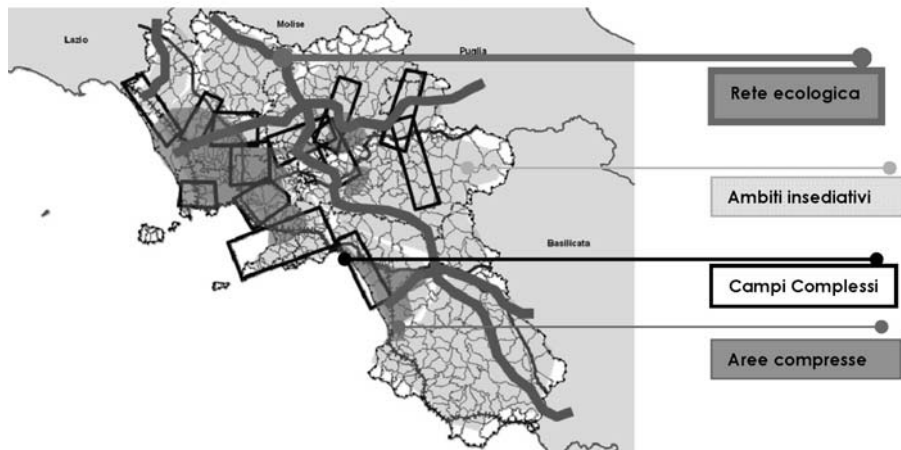 Molise
Lazio
Puglia
Rete ecologica
Ambiti insediativi
Basilicata
Campi Complessi
Aree compresse